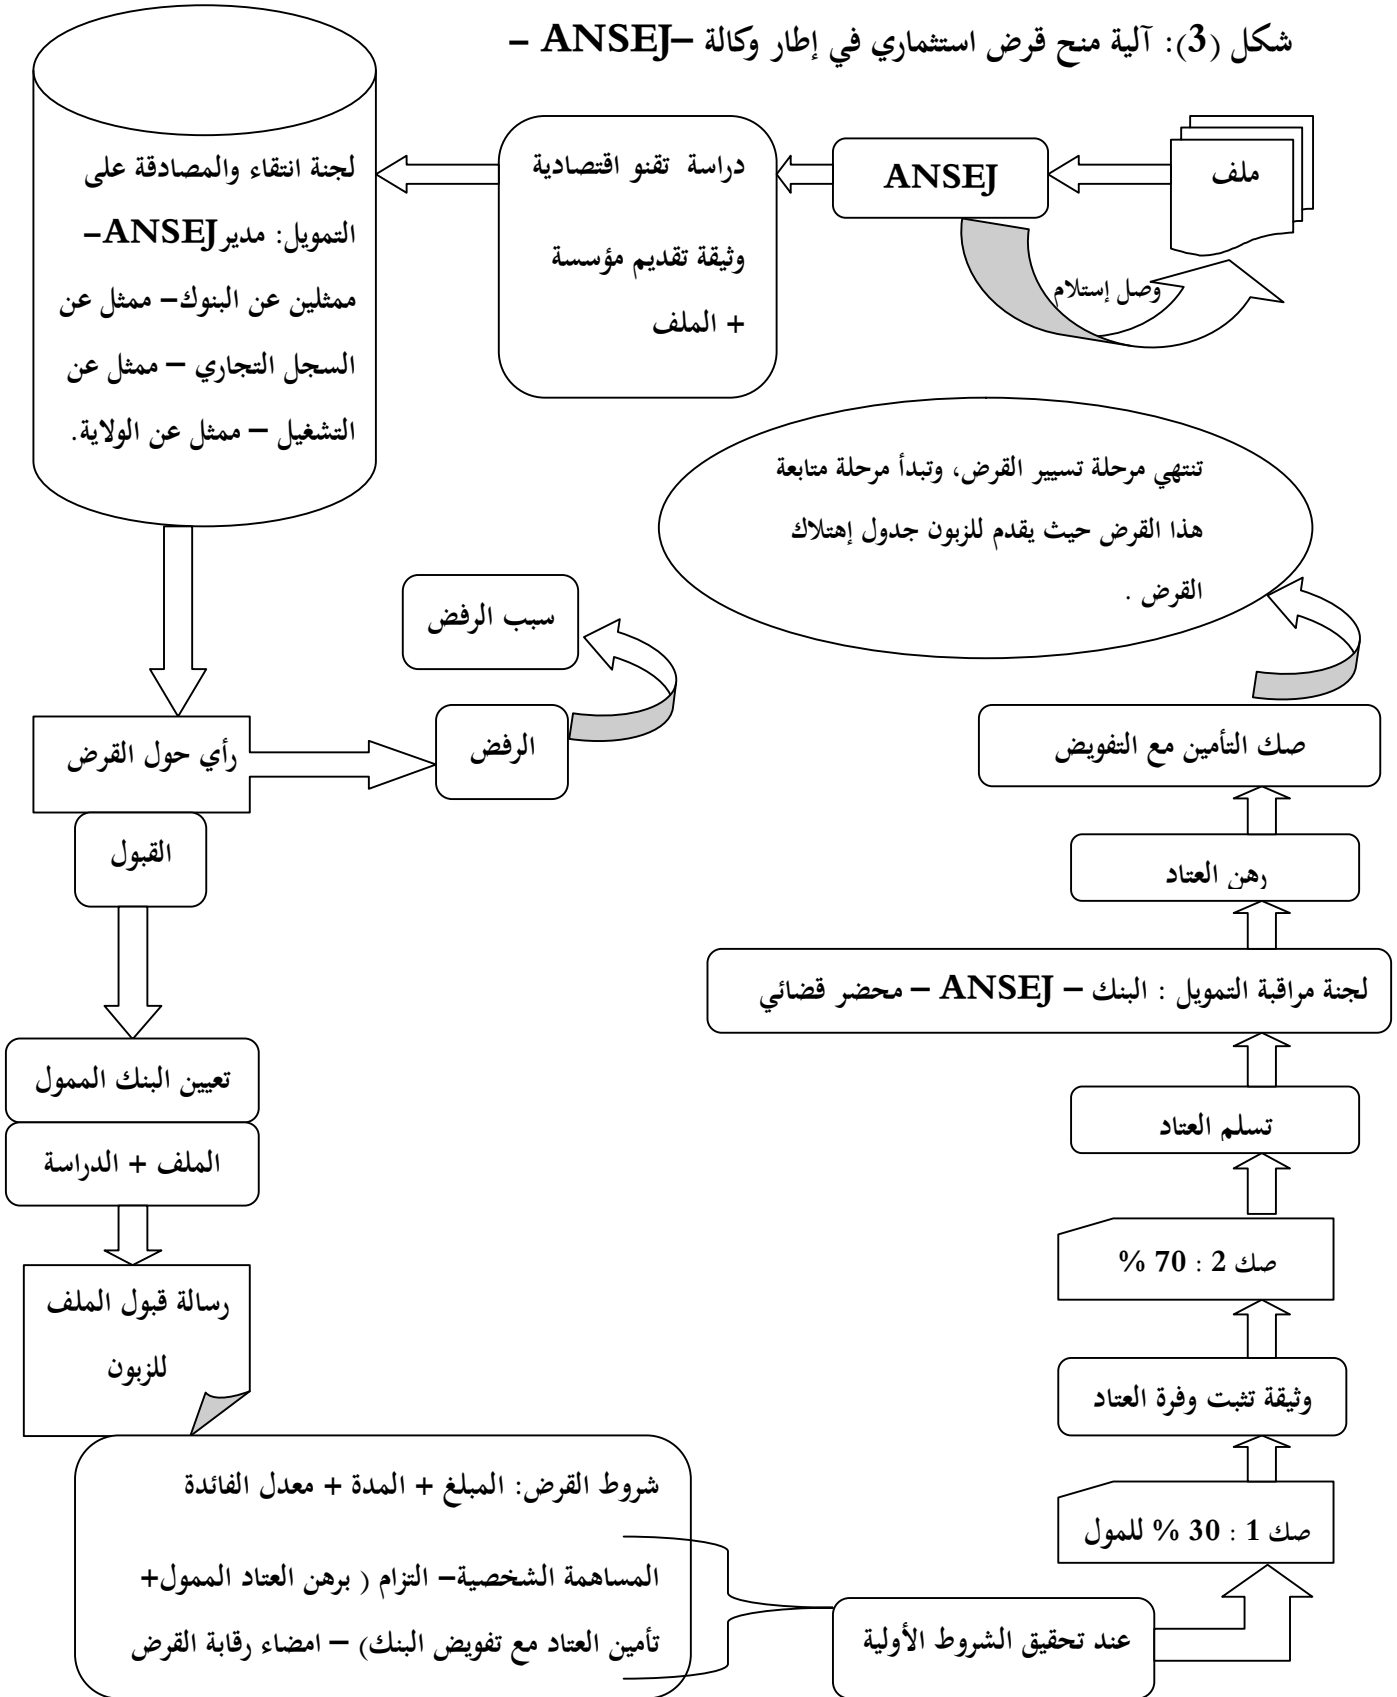 شكل (3): آلية منح قرض استثماري في إطار وكالة –ANSEJ –
ملف
ANSEJ
وصل إستلام
دراسة تقنو اقتصادية
وثيقة تقديم مؤسسة
+ الملف
لجنة انتقاء والمصادقة على
التمويل: مدير ANSEJ–
ممثلين عن البنوك– ممثل عن
السجل التجاري – ممثل عن
التشغيل – ممثل عن الولاية.
رأي حول القرض
الرفض
سبب الرفض
القبول
تعيين البنك الممول
الملف + الدراسة
رسالة قبول الملف
للزبون
شروط القرض: المبلغ + المدة + معدل الفائدة
المساهمة الشخصية– التزام ( برهن العتاد الممول+
تأمين العتاد مع تفويض البنك) – امضاء رقابة القرض
عند تحقيق الشروط الأولية
صك 1 : 30 % للمول
وثيقة تثبت وفرة العتاد
صك 2 : 70 %
تسلم العتاد
لجنة مراقبة التمويل : البنك – ANSEJ – محضر قضائي
رهن العتاد
صك التأمين مع التفويض
تنتهي مرحلة تسيير القرض، وتبدأ مرحلة متابعة
هذا القرض حيث يقدم للزبون جدول إهتلاك
القرض .